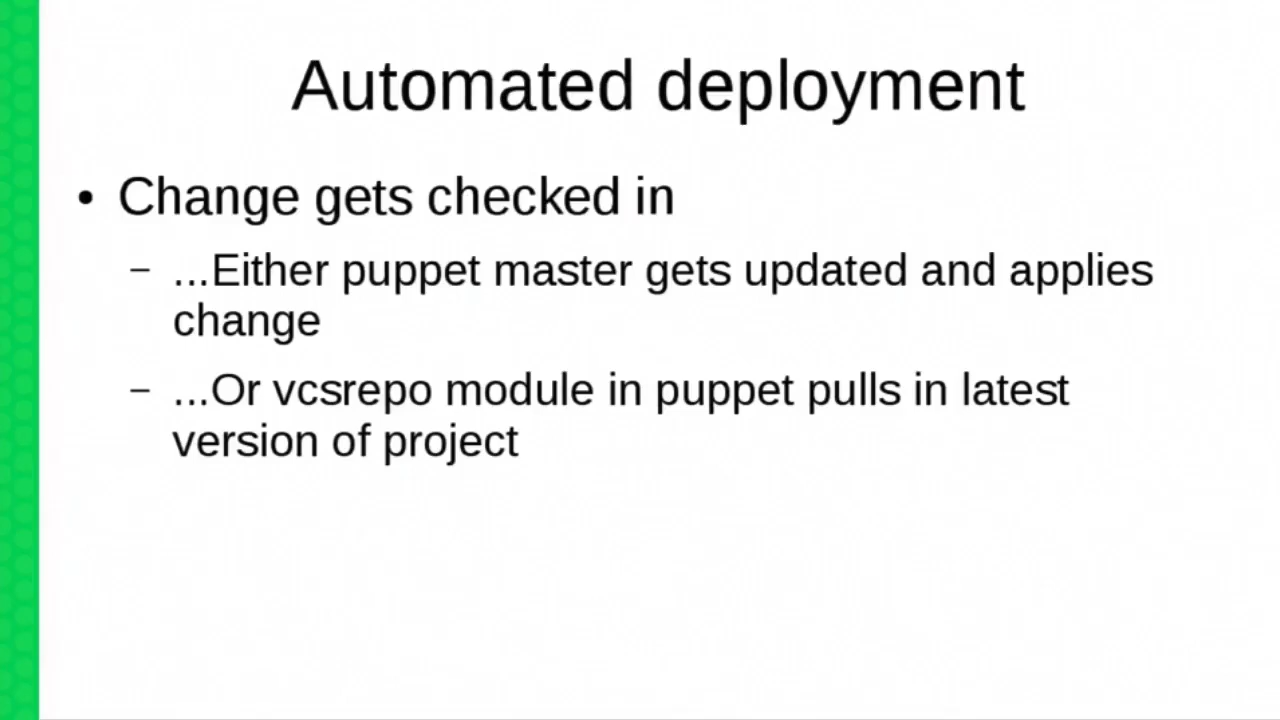 Automated deployment
• Change gets checked in
– ...Either puppet master gets updated and applies
change
– ...Or vcsrepo module in puppet pulls in latest
version of project